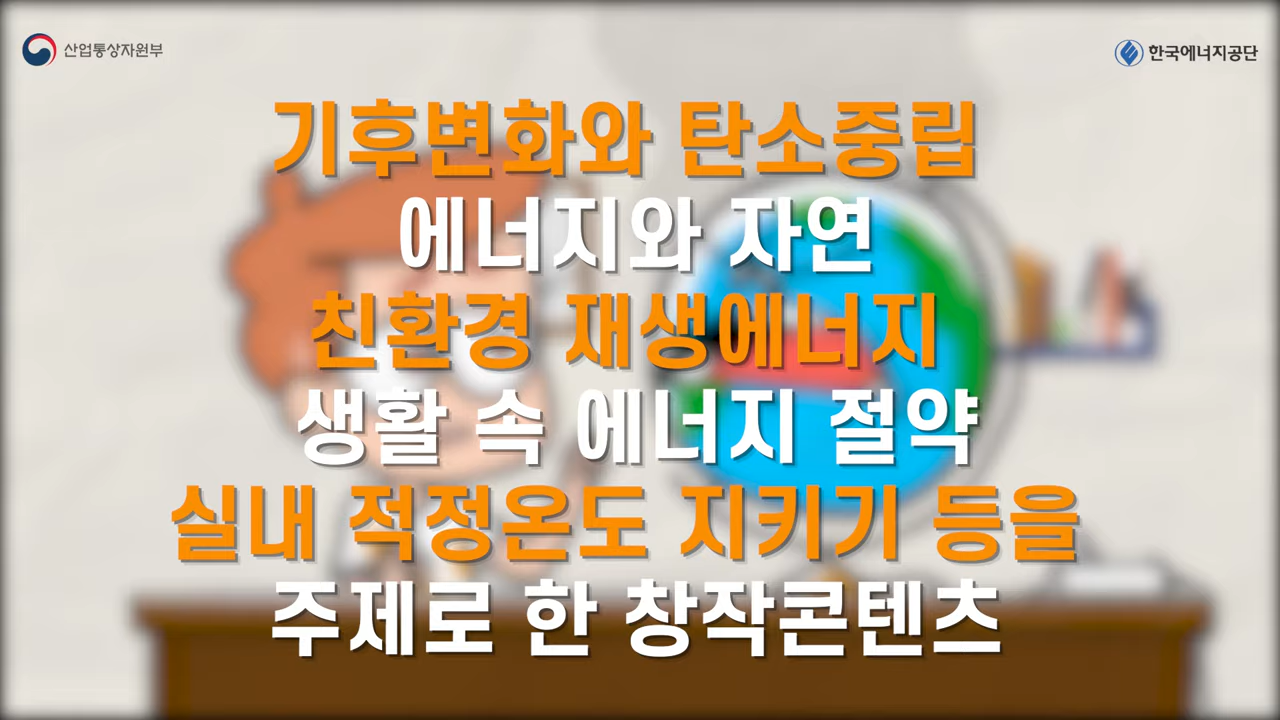 산업통상자원부
한국에너지공단
기후변화와 탄소중립
에너지와 자연
친환경 재생에너지
생활 속 에너지 절약
실내 적정온도 지키기 등을
주제로 한 창작콘텐츠